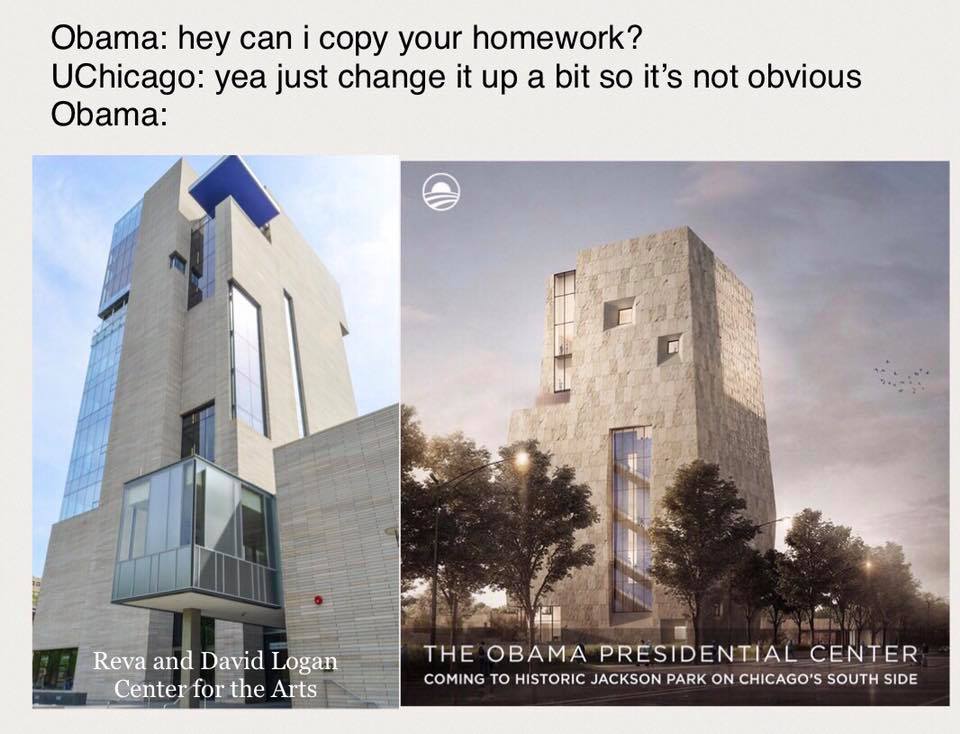 Obama: hey can i copy your homework?
UChicago: yea just change it up a bit so it’s not obvious
Obama:
Reva and David Logan
Center for the Arts
THE OBAMA PRESIDENTIAL CENTER
COMING TO HISTORIC JACKSON PARK ON CHICAGO'S SOUTH SIDE